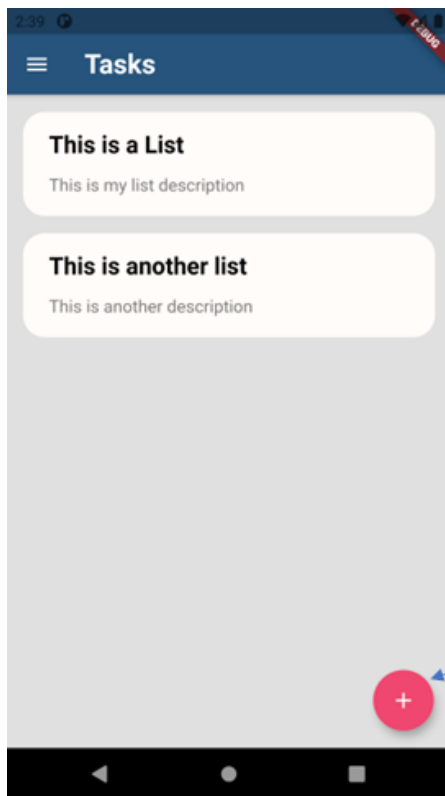 2:39
DEBUG
Tasks
This is a List
This is my list description
This is another list
This is another description
+